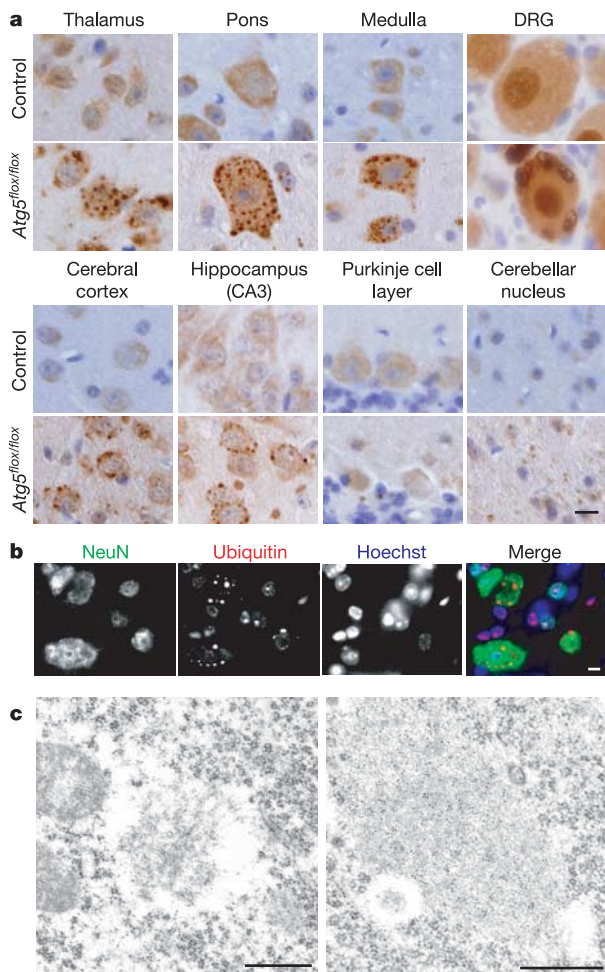 a
Thalamus Pons Medulla DRG
Control
Atg5flox/flox
Cerebral cortex Hippocampus (CA3) Purkinje cell layer Cerebellar nucleus
Control
Atg5flox/flox
b
NeuN Ubiquitin Hoechst Merge
c